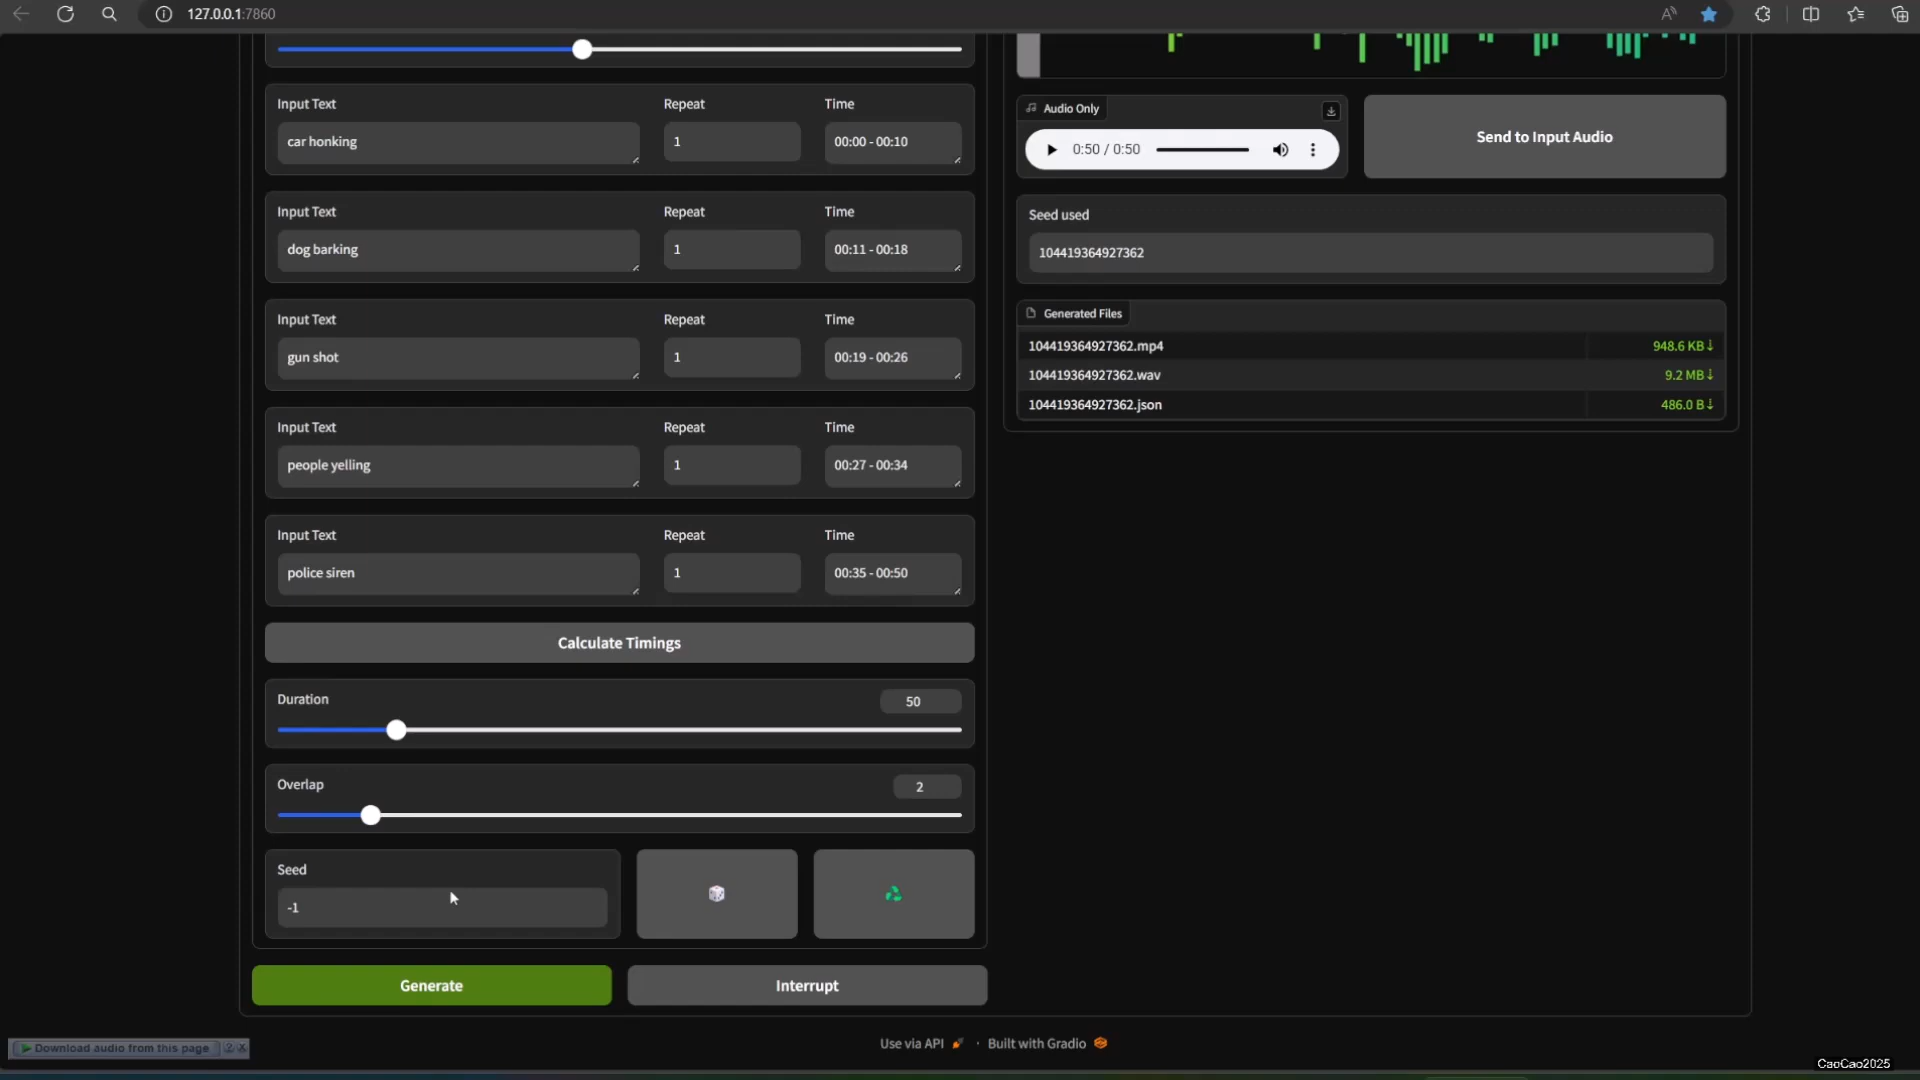 127.0.0.1:7860
Input Text Repeat Time
car honking 1 00:00 - 00:10
Input Text Repeat Time
dog barking 1 00:11 - 00:18
Input Text Repeat Time
gun shot 1 00:19 - 00:26
Input Text Repeat Time
people yelling 1 00:27 - 00:34
Input Text Repeat Time
police siren 1 00:35 - 00:50
Calculate Timings
Duration 50
Overlap 2
Seed
-1
Generate Interrupt
Audio Only
0:50 / 0:50
Send to Input Audio
Seed used
104419364927362
Generated Files
104419364927362.mp4 948.6 KB↓
104419364927362.wav 9.2 MB↓
104419364927362.json 486.0 B↓
Use via API · Built with Gradio
Download audio from this page ? X
CaoCao2025